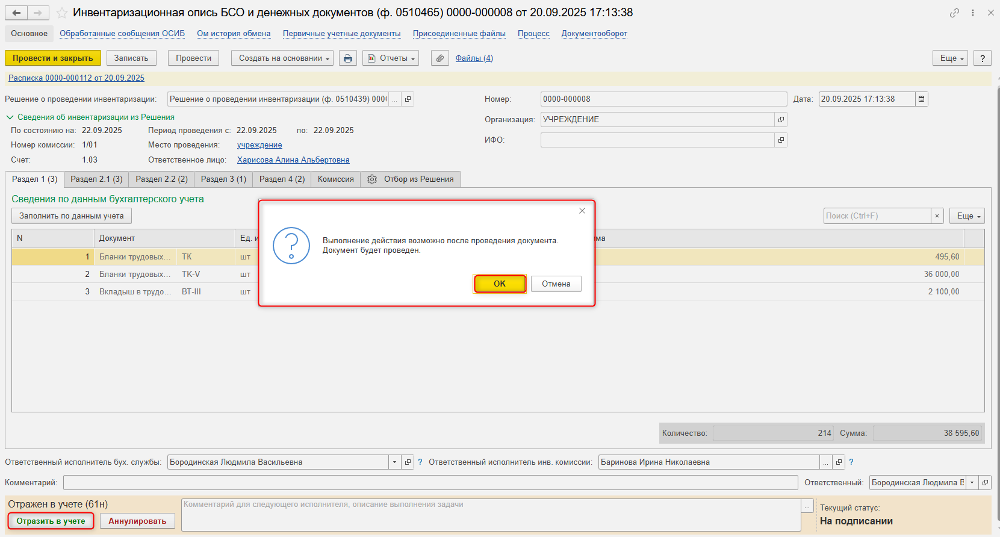 Инвентаризационная опись БСО и денежных документов (ф. 0510465) 0000-000008 от 20.09.2025 17:13:38
Основное Обработанные сообщения ОСИБ Ом история обмена Первичные учетные документы Присоединенные файлы Процесс Документооборот
Провести и закрыть Записать Провести Создать на основании Отчеты Файлы (4) Еще ?
Расписка 0000-000112 от 20.09.2025
Решение о проведении инвентаризации: Решение о проведении инвентаризации (ф. 0510439) 000 ... Номер: 0000-000008 Дата: 20.09.2025 17:13:38
Сведения об инвентаризации из Решения
Организация: УЧРЕЖДЕНИЕ
По состоянию на: 22.09.2025 Период проведения с: 22.09.2025 по: 22.09.2025
ИФО:
Номер комиссии: 1/01 Место проведения: учреждение
Счет: 1.03 Ответственное лицо: Харисова Алина Альбертовна
Раздел 1 (3) Раздел 2.1 (3) Раздел 2.2 (2) Раздел 3 (1) Раздел 4 (2) Комиссия Отбор из Решения
Сведения по данным бухгалтерского учета
Заполнить по данным учета Поиск (Ctrl+F) × Еще
N Документ Ед. и ма
1 Бланки трудовых... ТК шт 495,60
2 Бланки трудовых... ТК-V шт 36 000,00
3 Вкладыш в трудо... ВТ-III шт 2 100,00
Выполнение действия возможно после проведения документа.
Документ будет проведен.
ОК Отмена
Количество: 214 Сумма: 38 595,60
Ответственный исполнитель бух. службы: Бородинская Людмила Васильевна ? Ответственный исполнитель инв. комиссии: Баринова Ирина Николаевна ... ?
Комментарий: Ответственный: Бородинская Людмила В
Отражен в учете (61н) Комментарий для следующего исполнителя, описание выполнения задачи ... Текущий статус:
Отразить в учете Аннулировать На подписании